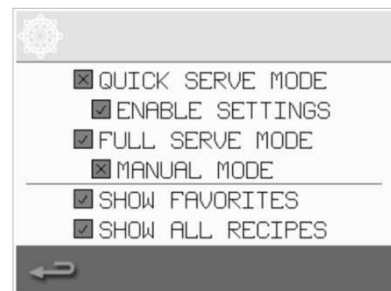 QUICK SERVE MODE
ENABLE SETTINGS
FULL SERVE MODE
MANUAL MODE
SHOW FAVORITES
SHOW ALL RECIPES